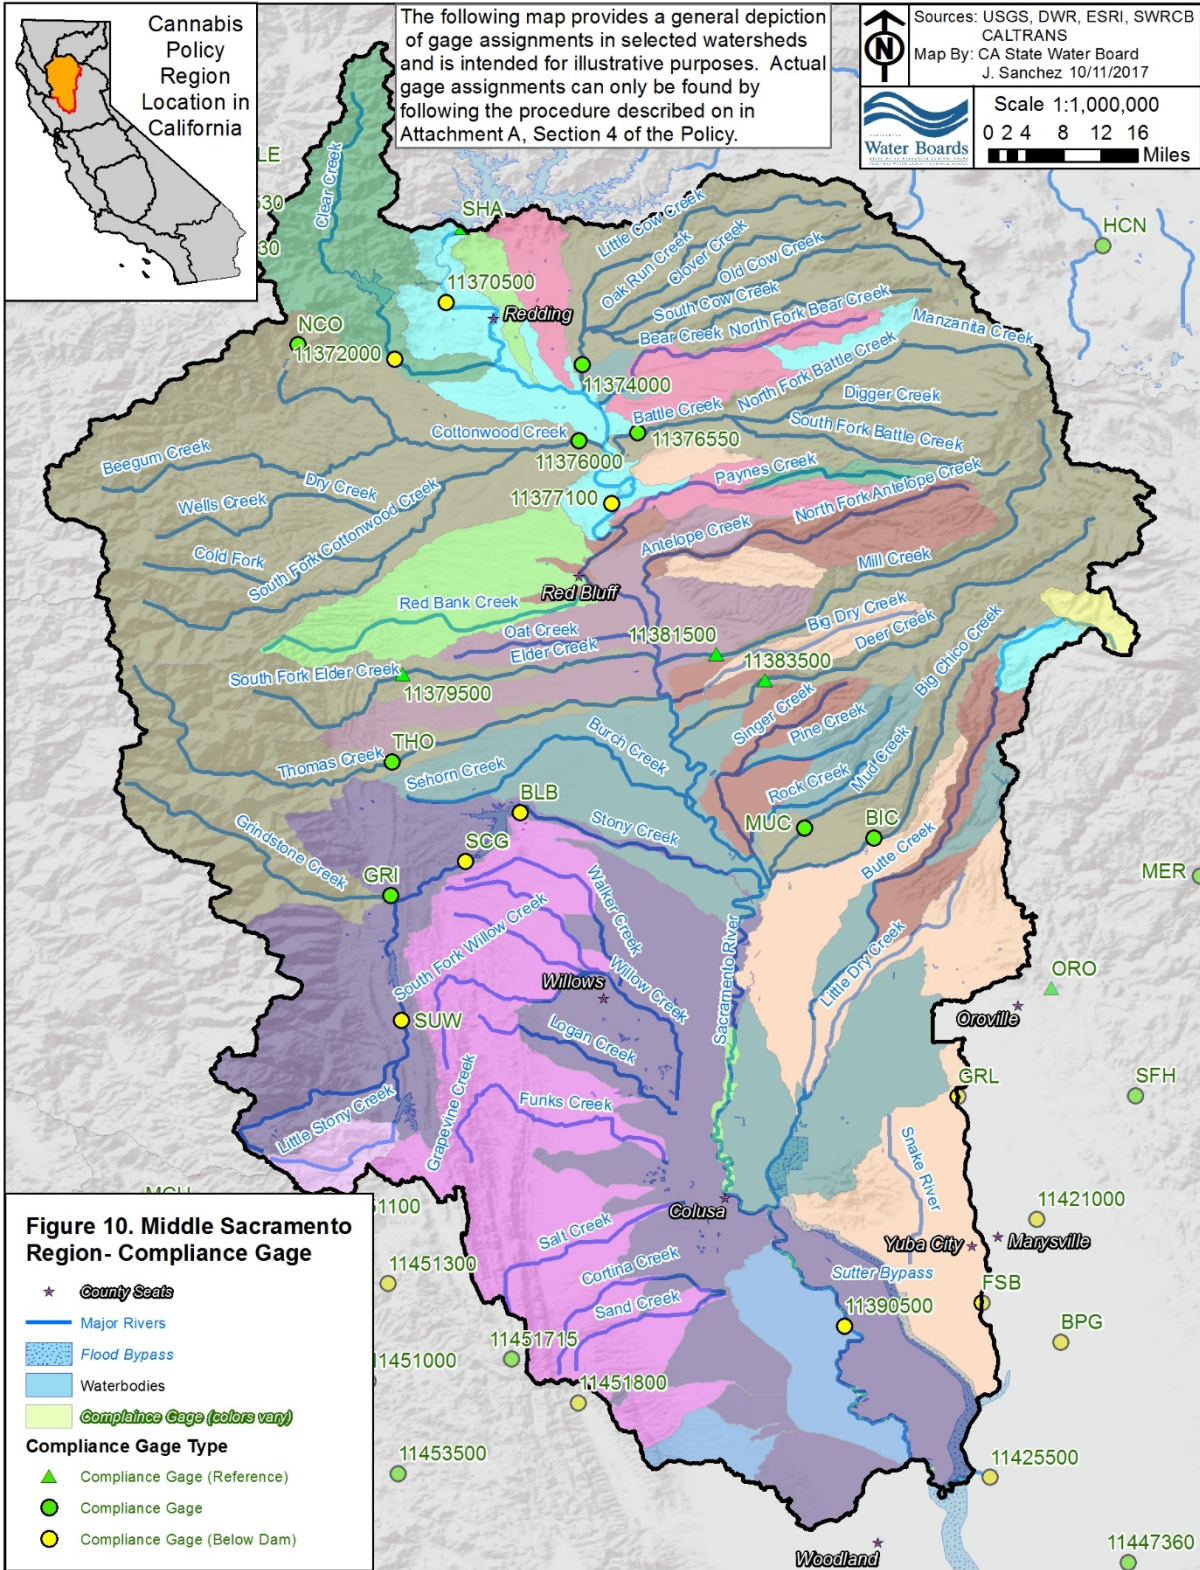 Cannabis
Policy
Region
Location in
California
The following map provides a general depiction
of gage assignments in selected watersheds
and is intended for illustrative purposes. Actual
gage assignments can only be found by
following the procedure described on in
Attachment A, Section 4 of the Policy.
N
Sources: USGS, DWR, ESRI, SWRCB
CALTRANS
Map By: CA State Water Board
J. Sanchez 10/11/2017
Water Boards
Scale 1:1,000,000
0 2 4 8 12 16
Miles
LE
30
30
Clear Creek
SHA
Little Cow Creek
HCN
Oak Run Creek
Clover Creek
Old Cow Creek
11370500
South Cow Creek
Redding
NCO
Bear Creek
North Fork Bear Creek
Manzanita Creek
11372000
11374000
North Fork Battle Creek
Digger Creek
Battle Creek
South Fork Battle Creek
Cottonwood Creek
11376550
11376000
Beegum Creek
Dry Creek
Paynes Creek
Wells Creek
11377100
North Fork Antelope Creek
South Fork Cottonwood Creek
Antelope Creek
Cold Fork
Mill Creek
Red Bluff
Red Bank Creek
Big Dry Creek
Oat Creek
11381500
Deer Creek
Elder Creek
Big Chico Creek
South Fork Elder Creek
11383500
11379500
Singer Creek
Pine Creek
Burch Creek
THO
Thomas Creek
Sehorn Creek
Rock Creek
Mud Creek
BLB
Stony Creek
MUC
BIC
Grindstone Creek
SCG
Butte Creek
GRI
Walker Creek
MER
South Fork Willow Creek
Sacramento River
Willow Creek
Little Dry Creek
Willows
ORO
Oroville
SUW
Logan Creek
Grapevine Creek
GRL
SFH
Funks Creek
Little Stony Creek
Snake River
Colusa
11421000
1100
Salt Creek
Yuba City
Marysville
Cortina Creek
Sutter Bypass
11451300
FSB
Sand Creek
11390500
BPG
11451715
11451000
11451800
11453500
11425500
Woodland
11447360
Figure 10. Middle Sacramento
Region- Compliance Gage
County Seats
Major Rivers
Flood Bypass
Waterbodies
Complaince Gage (colors vary)
Compliance Gage Type
Compliance Gage (Reference)
Compliance Gage
Compliance Gage (Below Dam)